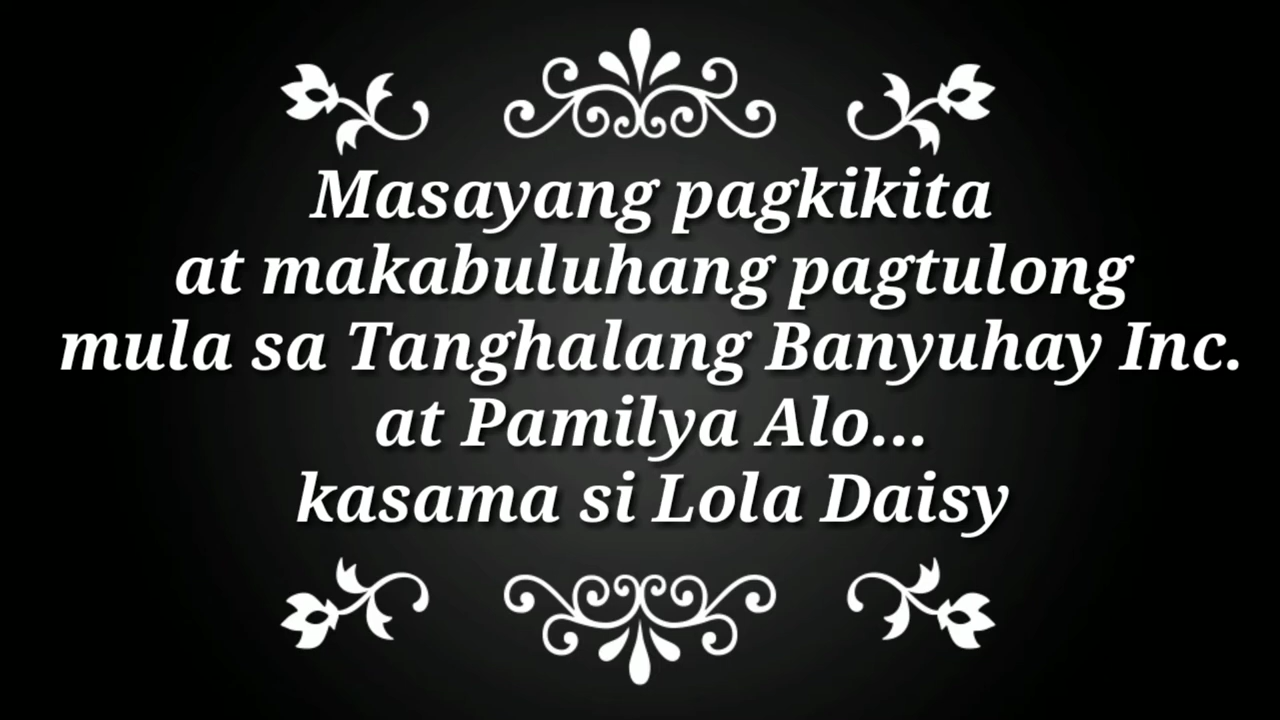 Masayang pagkikita
at makabuluhang pagtulong
mula sa Tanghalang Banyuhay Inc.
at Pamilya Alo...
kasama si Lola Daisy